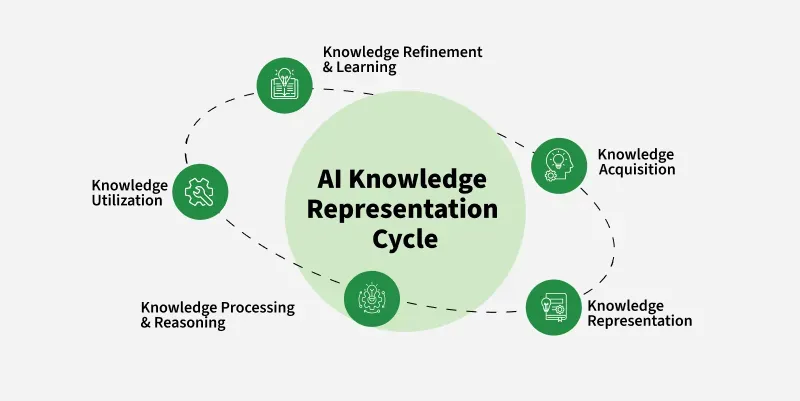 Knowledge Refinement
& Learning
Knowledge
Acquisition
AI Knowledge
Representation
Cycle
Knowledge
Utilization
Knowledge Processing
& Reasoning
Knowledge
Representation